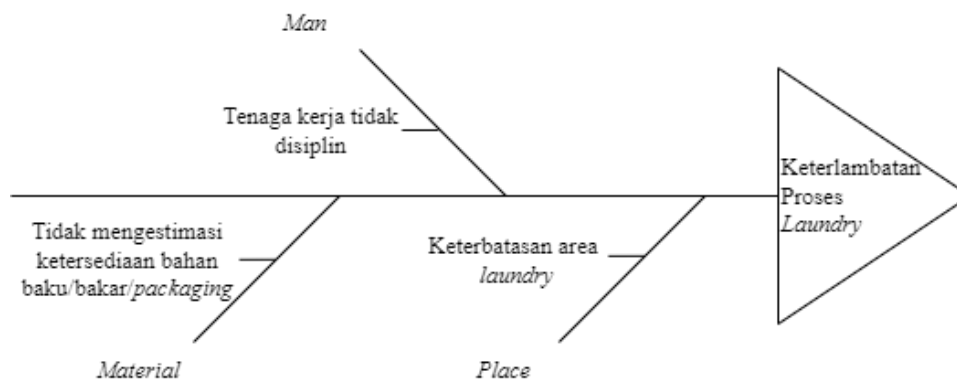 Man
Tenaga kerja tidak
disiplin
Keterlambatan
Proses
Laundry
Tidak mengestimasi
ketersediaan bahan
baku/bakar/packaging
Keterbatasan area
laundry
Material
Place